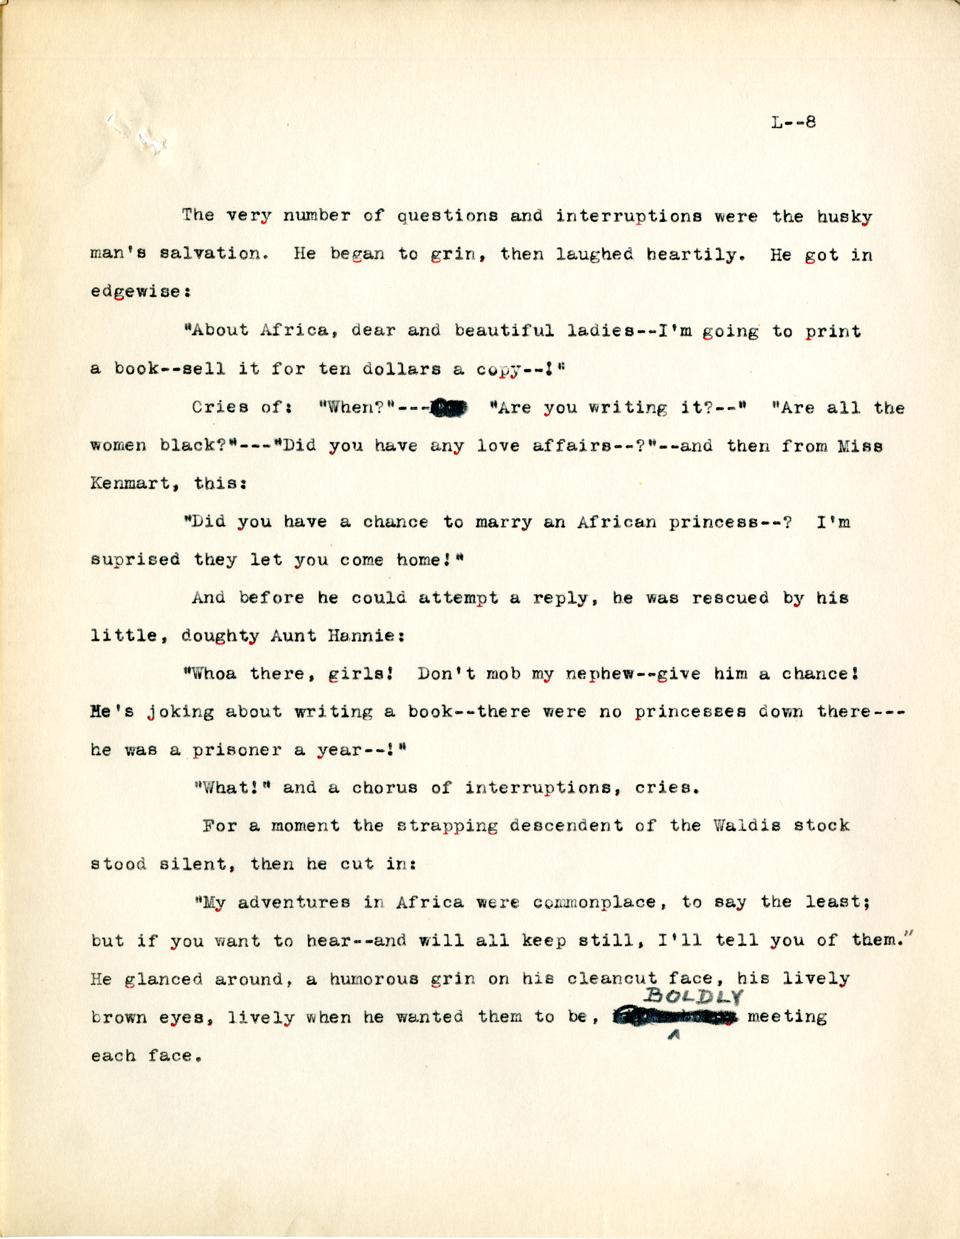 L--8
The very number of questions and interruptions were the husky
man's salvation. He began to grin, then laughed heartily. He got in
edgewise:
"About Africa, dear and beautiful ladies--I'm going to print
a book--sell it for ten dollars a copy--!"
Cries of: "When?"--- "Are you writing it?--" "Are all the
women black?"---"Did you have any love affairs--?"--and then from Miss
Kenmart, this:
"Did you have a chance to marry an African princess--? I'm
suprised they let you come home!"
And before he could attempt a reply, he was rescued by his
little, doughty Aunt Hannie:
"Whoa there, girls! Don't mob my nephew--give him a chance!
He's joking about writing a book--there were no princesses down there---
he was a prisoner a year--!"
"What!" and a chorus of interruptions, cries.
For a moment the strapping descendent of the Waldis stock
stood silent, then he cut in:
"My adventures in Africa were commonplace, to say the least;
but if you want to hear--and will all keep still, I'll tell you of them."
He glanced around, a humorous grin on his cleancut face, his lively
BOLDLY
brown eyes, lively when he wanted them to be, meeting
each face.